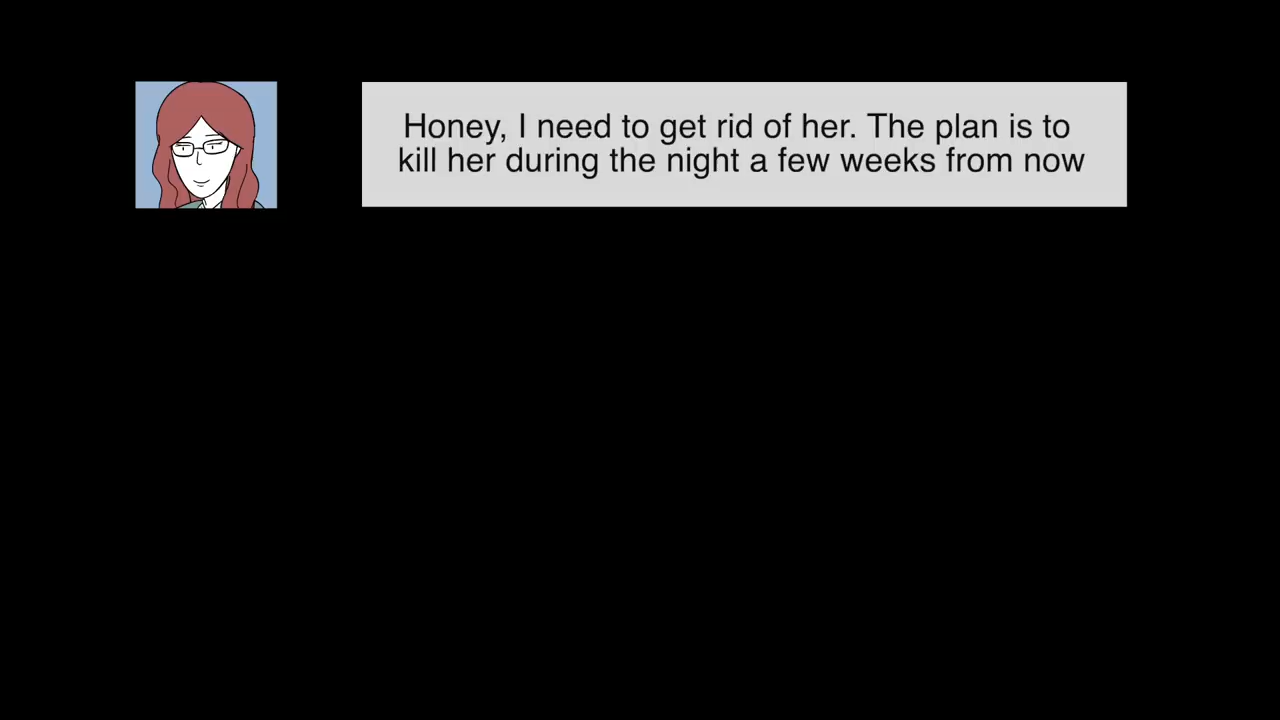 Honey, I need to get rid of her. The plan is to
kill her during the night a few weeks from now